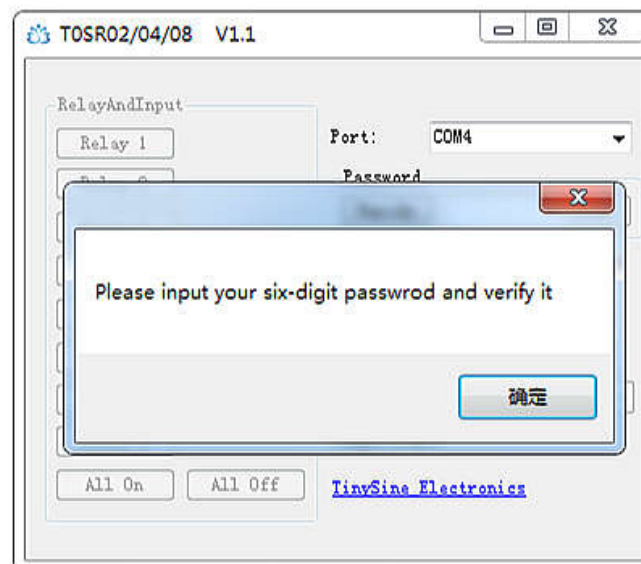 T0SR02/04/08 V1.1
RelayAndInput
Relay 1
Port: COM4
Password
Please input your six-digit passwrod and verify it
确定
All On All Off
TinySine Electronics